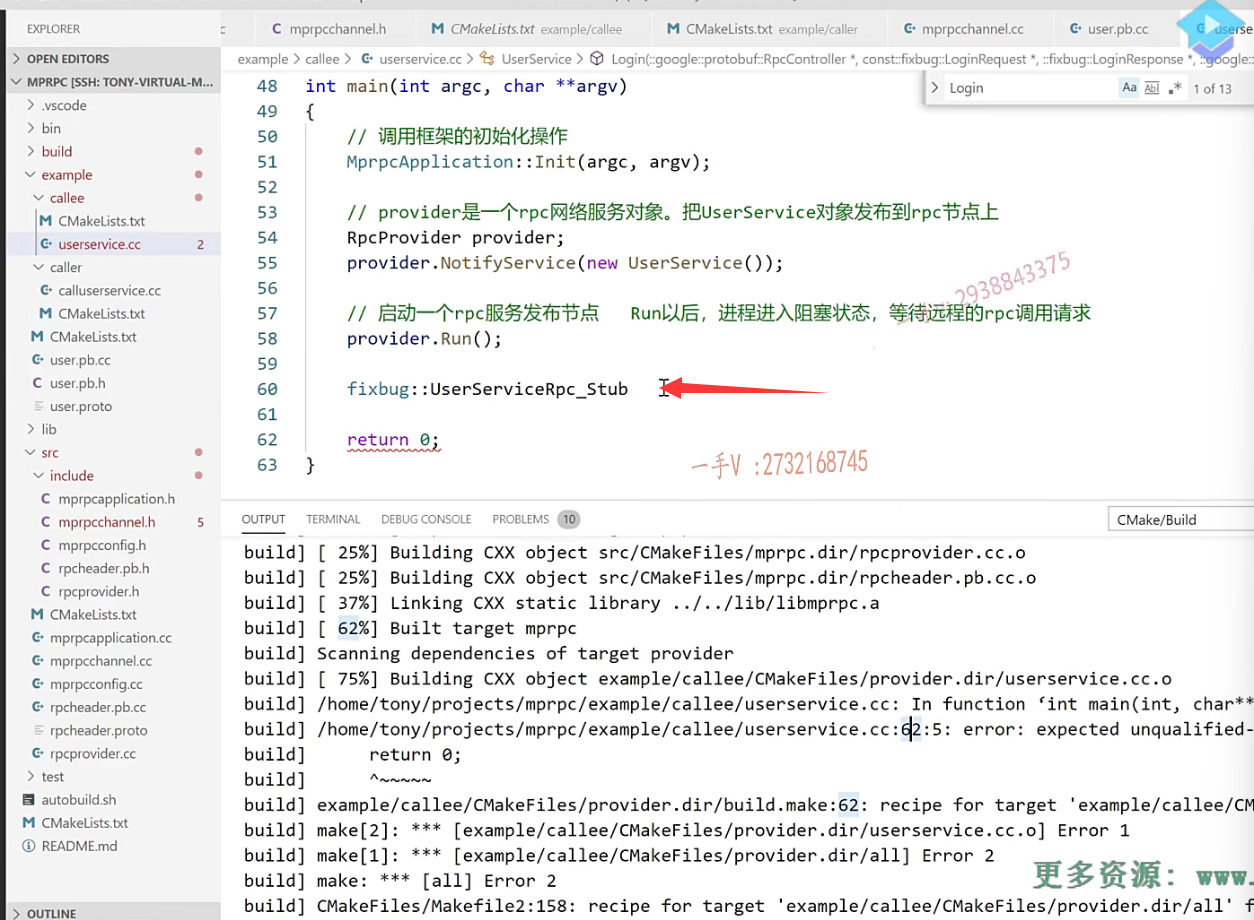 EXPLORER
c
C mprpcchannel.h
M CMakeLists.txt example/callee
M CMakeLists.txt example/caller
mprpcchannel.cc
user.pb.cc
userse
OPEN EDITORS
example > callee > userservice.cc > UserService > Login(::google::protobuf::RpcController *, const::fixbug::LoginRequest *, ::fixbug::LoginResponse *, ::google::
MPRPC [SSH: TONY-VIRTUAL-M...
Login
Aa Abl .* 1 of 13
.vscode
bin
build
example
callee
M CMakeLists.txt
userservice.cc 2
caller
calluserservice.cc
M CMakeLists.txt
M CMakeLists.txt
user.pb.cc
C user.pb.h
user.proto
lib
src
include
C mprpcapplication.h
C mprpcchannel.h 5
C mprpcconfig.h
C rpcheader.pb.h
C rpcprovider.h
M CMakeLists.txt
mprpcapplication.cc
mprpcchannel.cc
mprpcconfig.cc
rpcheader.pb.cc
rpcheader.proto
rpcprovider.cc
test
autobuild.sh
M CMakeLists.txt
README.md
OUTLINE
48 int main(int argc, char **argv)
49 {
50 // 调用框架的初始化操作
51 MprpcApplication::Init(argc, argv);
52
53 // provider是一个rpc网络服务对象。把UserService对象发布到rpc节点上
54 RpcProvider provider;
55 provider.NotifyService(new UserService());
56
57 // 启动一个rpc服务发布节点 Run以后，进程进入阻塞状态，等待远程的rpc调用请求
58 provider.Run();
59
60 fixbug::UserServiceRpc_Stub
61
62 return 0;
63 }
2938843375
一手V :2732168745
OUTPUT TERMINAL DEBUG CONSOLE PROBLEMS 10
CMake/Build
build] [ 25%] Building CXX object src/CMakeFiles/mprpc.dir/rpcprovider.cc.o
build] [ 25%] Building CXX object src/CMakeFiles/mprpc.dir/rpcheader.pb.cc.o
build] [ 37%] Linking CXX static library ../../lib/libmprpc.a
build] [ 62%] Built target mprpc
build] Scanning dependencies of target provider
build] [ 75%] Building CXX object example/callee/CMakeFiles/provider.dir/userservice.cc.o
build] /home/tony/projects/mprpc/example/callee/userservice.cc: In function ‘int main(int, char**
build] /home/tony/projects/mprpc/example/callee/userservice.cc:62:5: error: expected unqualified-
build] return 0;
build] ^~~~~~
build] example/callee/CMakeFiles/provider.dir/build.make:62: recipe for target 'example/callee/CM
build] make[2]: *** [example/callee/CMakeFiles/provider.dir/userservice.cc.o] Error 1
build] make[1]: *** [example/callee/CMakeFiles/provider.dir/all] Error 2
build] make: *** [all] Error 2
build] CMakeFiles/Makefile2:158: recipe for target 'example/callee/CMakeFiles/provider.dir/all' f
更多资源：www.